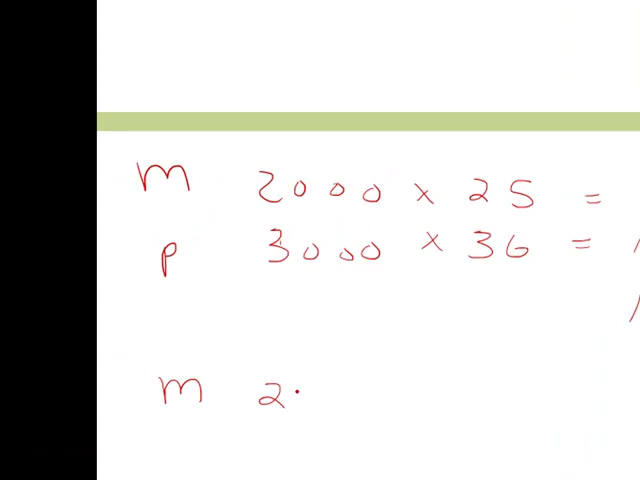 m 2000 × 25 =
p 3000 × 36 =
m 2